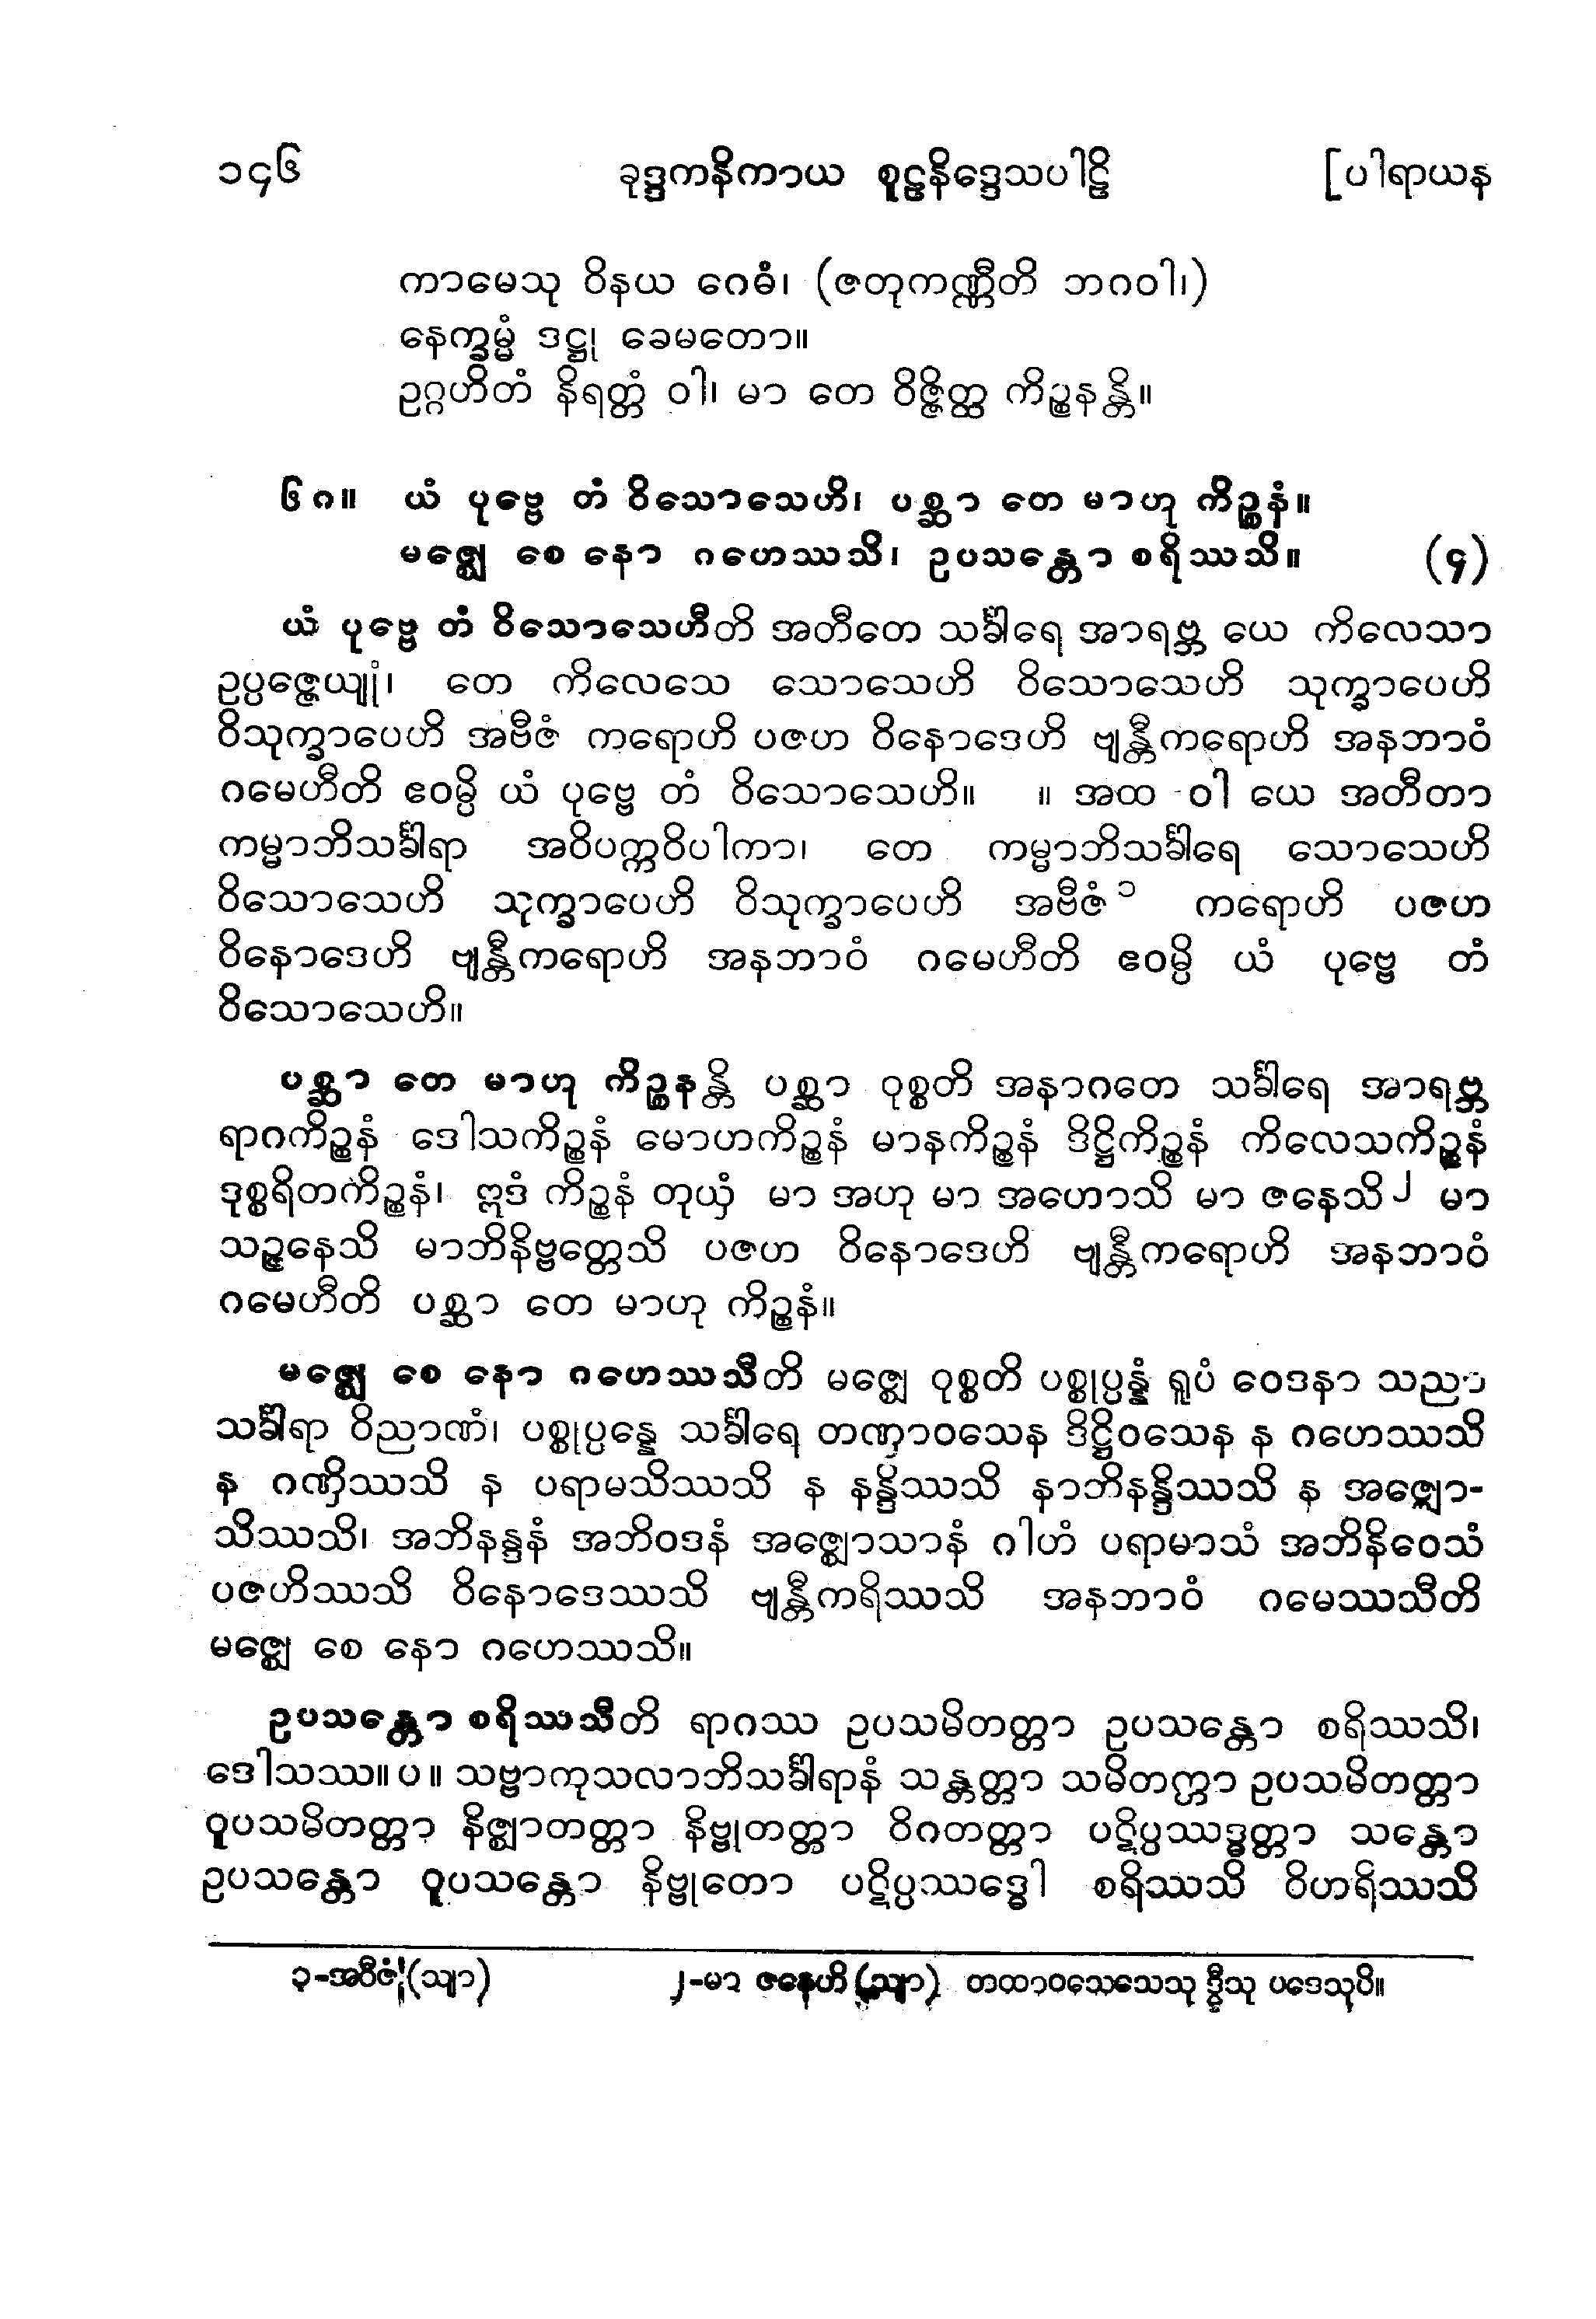 ၁၄၆ ခုဒ္ဒကနိကာယ စူဠနိဒ္ဒေသပါဠိ [ပါရာယန
ကာမေသု ဝိနယ ဂေဓံ၊ (ဇတုကဏ္ဏီတိ ဘဂဝါ၊)
နေက္ခမ္မံ ဒဋ္ဌု ခေမတော။
ဥဂ္ဂဟိတံ နိရတ္တံ ဝါ၊ မာ တေ ဝိဇ္ဇိတ္ထ ကိဉ္စနန္တိ။
၆၈။ ယံ ပုဗ္ဗေ တံ ဝိသောသေဟိ၊ ပစ္ဆာ တေ မာဟု ကိဉ္စနံ။
မဇ္ဈေ စေ နော ဂဟေဿသိ၊ ဥပသန္တော စရိဿသိ။ (၄)
ယံ ပုဗ္ဗေ တံ ဝိသောသေဟီတိ အတီတေ သင်္ခါရေ အာရဗ္ဘ ယေ ကိလေသာ
ဥပ္ပဇ္ဇေယျုံ၊ တေ ကိလေသေ သောသေဟိ ဝိသောသေဟိ သုက္ခာပေဟိ
ဝိသုက္ခာပေဟိ အဗီဇံ ကရောဟိ ပဇဟ ဝိနောဒေဟိ ဗျန္တီကရောဟိ အနဘာဝံ
ဂမေဟီတိ ဧဝမ္ပိ ယံ ပုဗ္ဗေ တံ ဝိသောသေဟိ။ ။ အထ ဝါ ယေ အတီတာ
ကမ္မာဘိသင်္ခါရာ အဝိပက္ကဝိပါကာ၊ တေ ကမ္မာဘိသင်္ခါရေ သောသေဟိ
ဝိသောသေဟိ သုက္ခာပေဟိ ဝိသုက္ခာပေဟိ အဗီဇံ၁ ကရောဟိ ပဇဟ
ဝိနောဒေဟိ ဗျန္တီကရောဟိ အနဘာဝံ ဂမေဟီတိ ဧဝမ္ပိ ယံ ပုဗ္ဗေ တံ
ဝိသောသေဟိ။
ပစ္ဆာ တေ မာဟု ကိဉ္စနန္တိ ပစ္ဆာ ဝုစ္စတိ အနာဂတေ သင်္ခါရေ အာရဗ္ဘ
ရာဂကိဉ္စနံ ဒေါသကိဉ္စနံ မောဟကိဉ္စနံ မာနကိဉ္စနံ ဒိဋ္ဌိကိဉ္စနံ ကိလေသကိဉ္စနံ
ဒုစ္စရိတကိဉ္စနံ၊ ဣဒံ ကိဉ္စနံ တုယှံ မာ အဟု မာ အဟောသိ မာ ဇနေသိ၂ မာ
သဉ္ဇနေသိ မာဘိနိဗ္ဗတ္တေသိ ပဇဟ ဝိနောဒေဟိ ဗျန္တီကရောဟိ အနဘာဝံ
ဂမေဟီတိ ပစ္ဆာ တေ မာဟု ကိဉ္စနံ။
မဇ္ဈေ စေ နော ဂဟေဿသီတိ မဇ္ဈေ ဝုစ္စတိ ပစ္စုပ္ပန္နံ ရူပံ ဝေဒနာ သညာ
သင်္ခါရာ ဝိညာဏံ၊ ပစ္စုပ္ပန္နေ သင်္ခါရေ တဏှာဝသေန ဒိဋ္ဌိဝသေန န ဂဟေဿသိ
န ဂဏှိဿသိ န ပရာမသိဿသိ န နန္ဒိဿသိ နာဘိနန္ဒိဿသိ န အဇ္ဈော-
သိဿသိ၊ အဘိနန္ဒနံ အဘိဝဒနံ အဇ္ဈောသာနံ ဂါဟံ ပရာမာသံ အဘိနိဝေသံ
ပဇဟိဿသိ ဝိနောဒေဿသိ ဗျန္တီကရိဿသိ အနဘာဝံ ဂမေဿသီတိ
မဇ္ဈေ စေ နော ဂဟေဿသိ။
ဥပသန္တော စရိဿသီတိ ရာဂဿ ဥပသမိတတ္တာ ဥပသန္တော စရိဿသိ၊
ဒေါသဿ။ ပ ။ သဗ္ဗာကုသလာဘိသင်္ခါရာနံ သန္တတ္တာ သမိတတ္တာ ဥပသမိတတ္တာ
ဝူပသမိတတ္တာ နိဇ္ဈာတတ္တာ နိဗ္ဗုတတ္တာ ဝိဂတတ္တာ ပဋိပ္ပဿဒ္ဓတ္တာ သန္တော
ဥပသန္တော ဝူပသန္တော နိဗ္ဗုတော ပဋိပ္ပဿဒ္ဓေါ စရိဿသိ ဝိဟရိဿသိ
၁-အဝီဇံ (သျာ) ၂-မာ ဇနေဟိ (သျာ) တထာဝသေသေသု ဒွီသု ပဒေသုပိ။